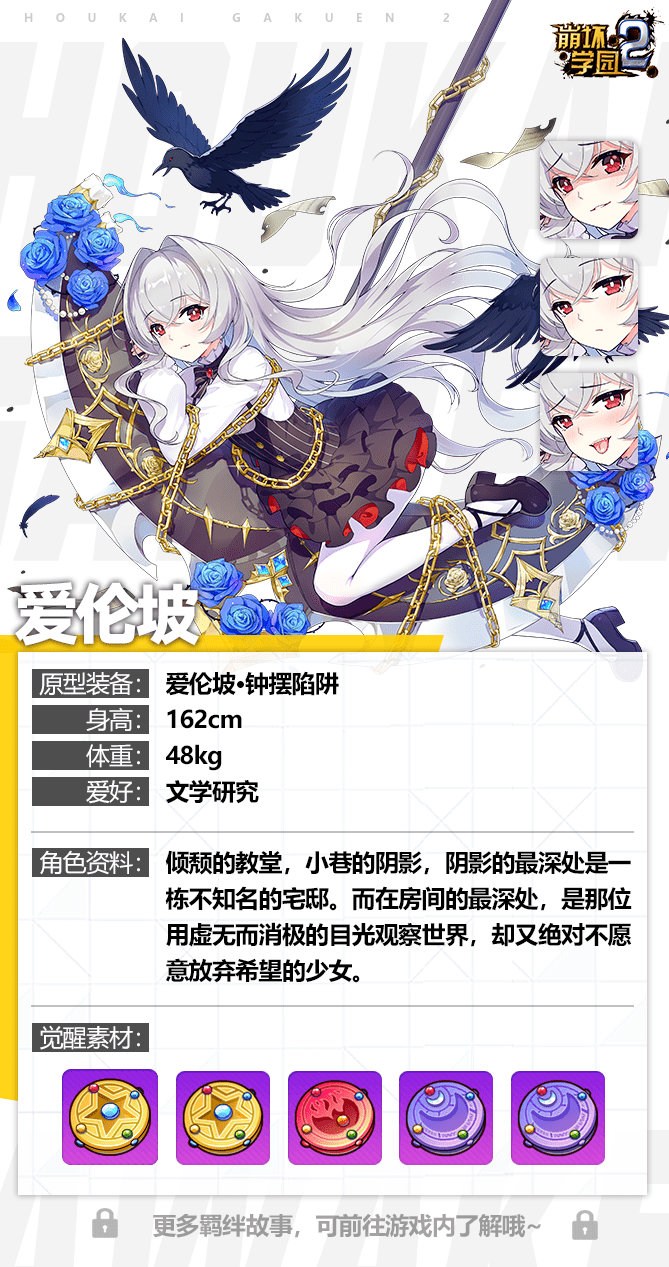 HOUKAI GAKUEN 2
崩坏
学园2
爱伦坡
原型装备： 爱伦坡•钟摆陷阱
身高： 162cm
体重： 48kg
爱好： 文学研究
角色资料： 倾颓的教堂，小巷的阴影，阴影的最深处是一
栋不知名的宅邸。而在房间的最深处，是那位
用虚无而消极的目光观察世界，却又绝对不愿
意放弃希望的少女。
觉醒素材：
更多羁绊故事，可前往游戏内了解哦~